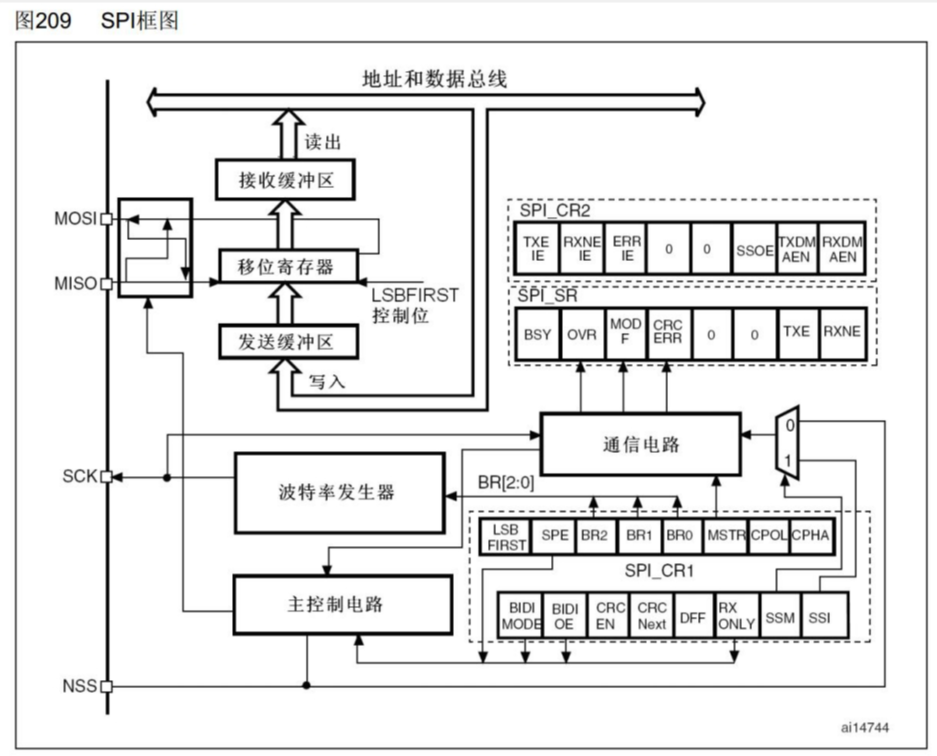 图209 SPI框图
地址和数据总线
读出
接收缓冲区
MOSI
移位寄存器
MISO
LSBFIRST
控制位
发送缓冲区
写入
SPI_CR2
TXE
IE
RXNE
IE
ERR
IE
0
0
SSOE
TXDM
AEN
RXDM
AEN
SPI_SR
BSY
OVR
MOD
F
CRC
ERR
0
0
TXE
RXNE
通信电路
0
1
SCK
波特率发生器
BR[2:0]
LSB
FIRST
SPE
BR2
BR1
BR0
MSTR
CPOL
CPHA
SPI_CR1
主控制电路
BIDI
MODE
BIDI
OE
CRC
EN
CRC
Next
DFF
RX
ONLY
SSM
SSI
NSS
ai14744